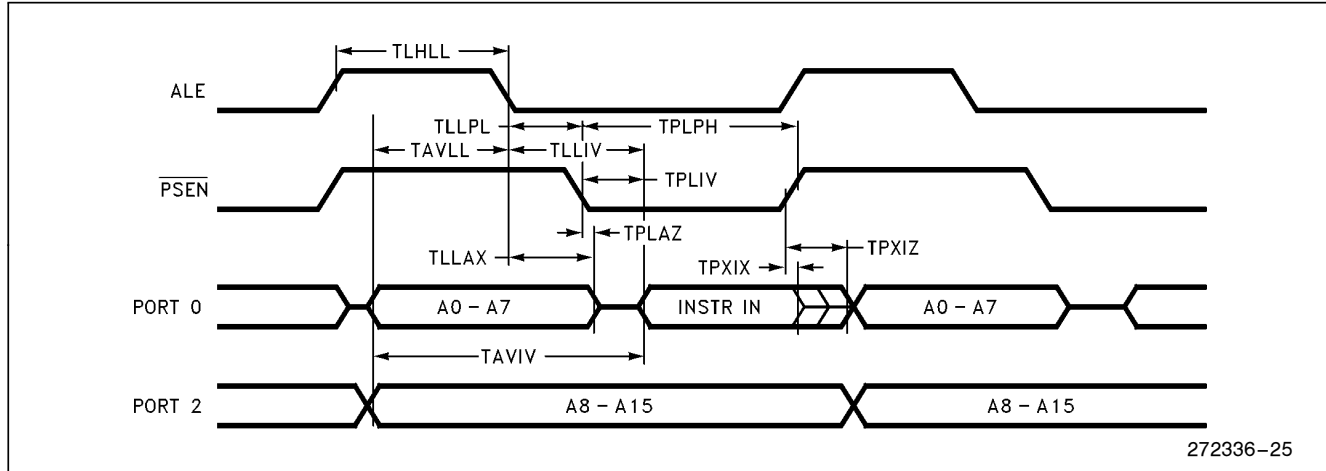 TLHLL
ALE
TLLPL
TPLPH
TAVLL
TLLIV
PSEN
TPLIV
TPLAZ
TLLAX
TPXIZ
TPXIX
PORT 0
A0 – A7
INSTR IN
A0 – A7
TAVIV
PORT 2
A8 – A15
A8 – A15
272336–25